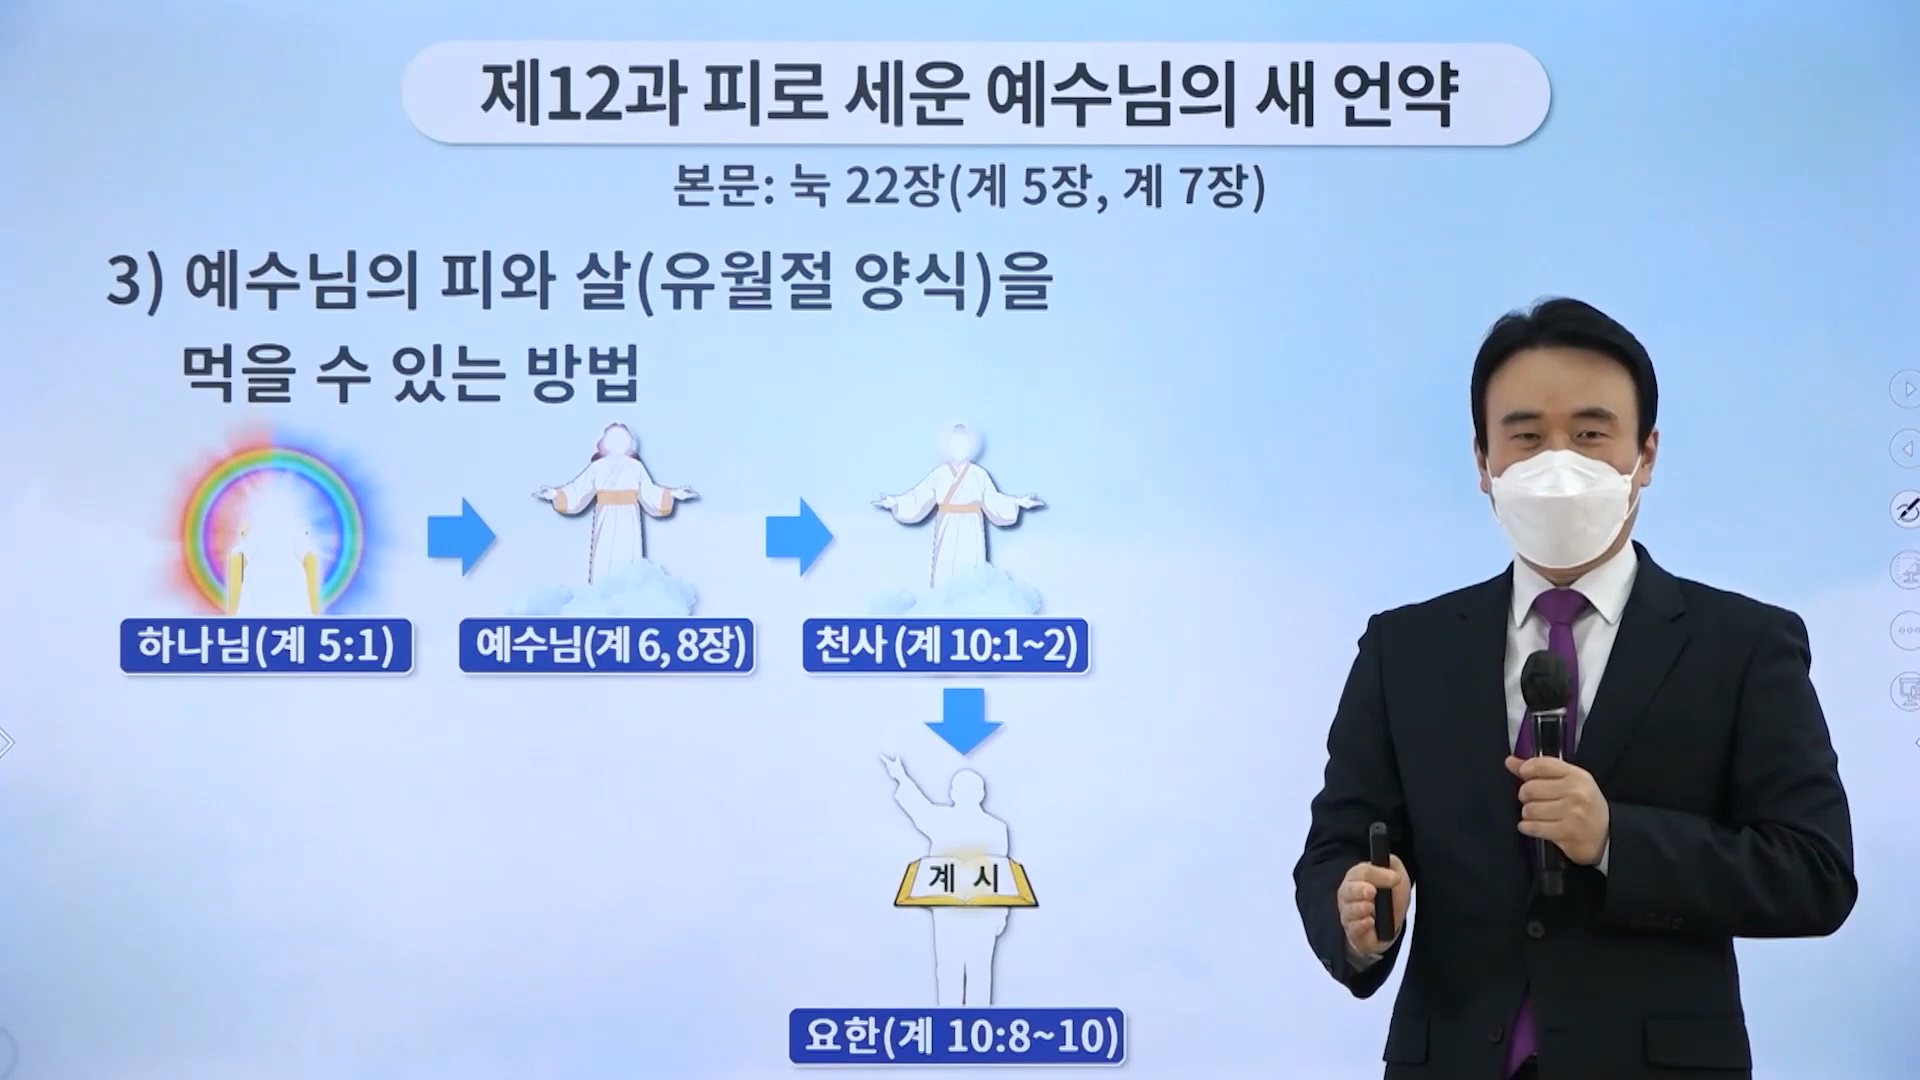 제12과 피로 세운 예수님의 새 언약
본문: 눅 22장(계 5장, 계 7장)
3) 예수님의 피와 살(유월절 양식)을
먹을 수 있는 방법
하나님(계 5:1)
예수님(계 6, 8장)
천사 (계 10:1~2)
계 시
요한(계 10:8~10)